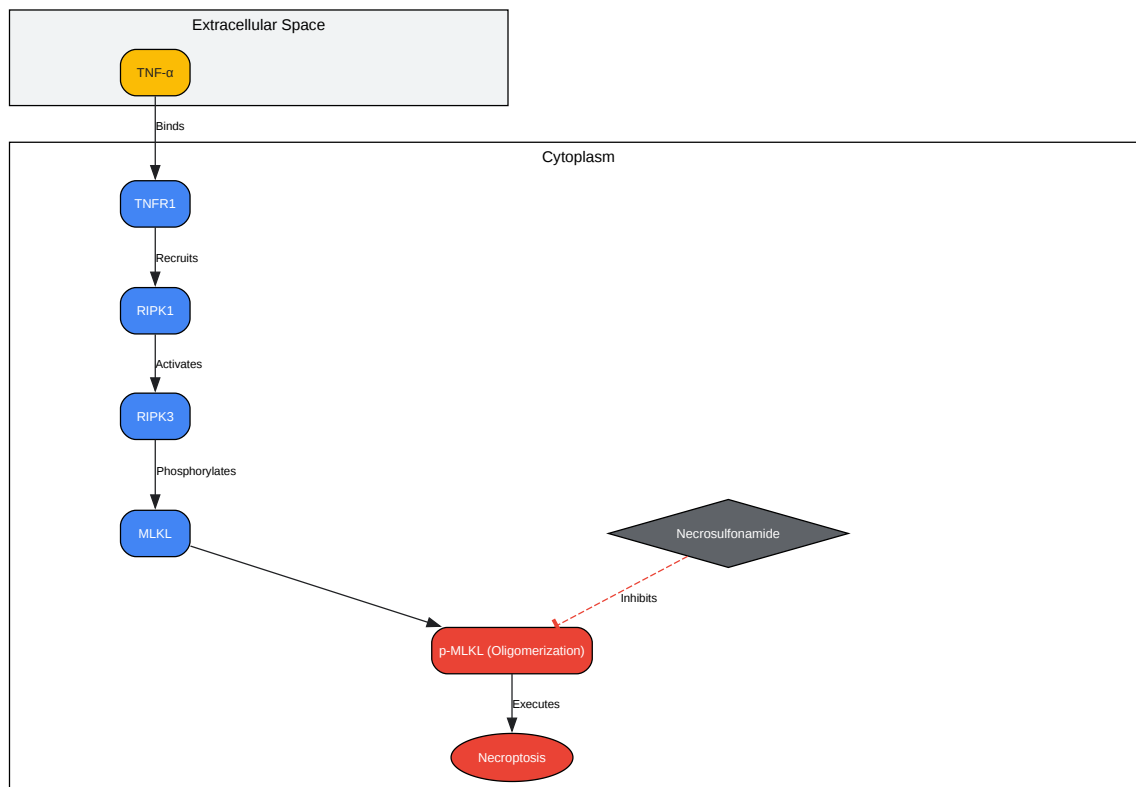 Extracellular Space
TNF-α
Binds
Cytoplasm
TNFR1
Recruits
RIPK1
Activates
RIPK3
Phosphorylates
MLKL
Necrosulfonamide
Inhibits
p-MLKL (Oligomerization)
Executes
Necroptosis